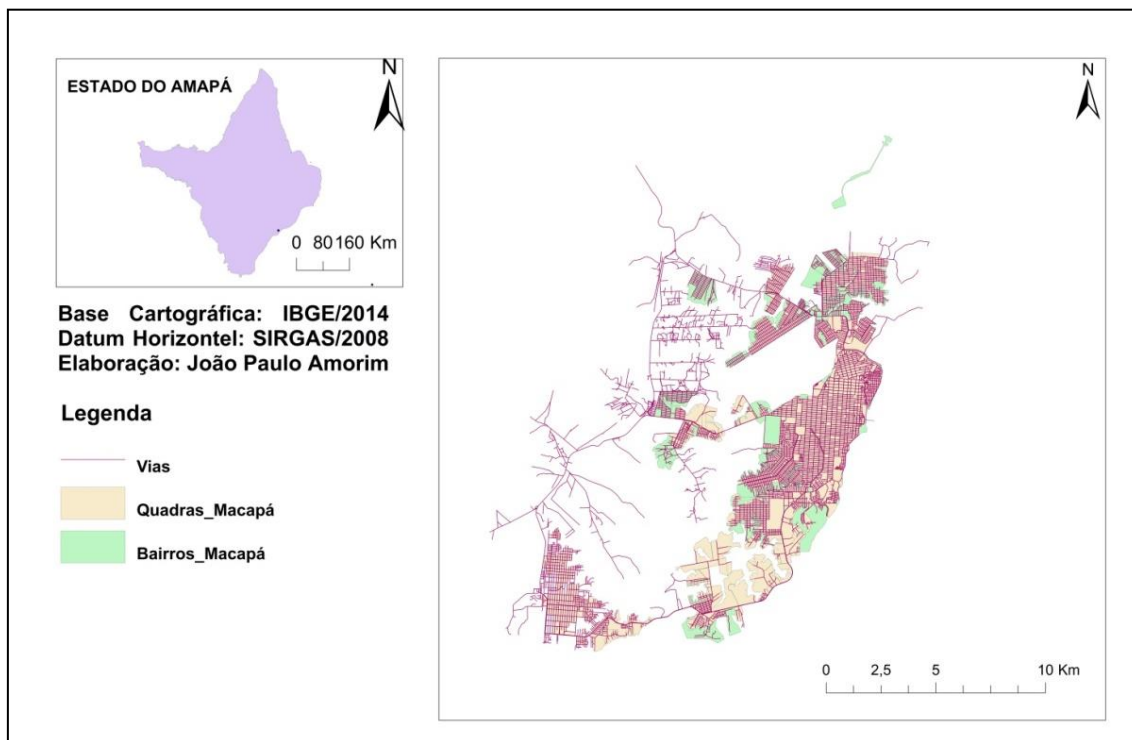 ESTADO DO AMAPÁ
N
0 80 160 Km
Base Cartográfica: IBGE/2014
Datum Horizontel: SIRGAS/2008
Elaboração: João Paulo Amorim
Legenda
Vias
Quadras_Macapá
Bairros_Macapá
N
0 2,5 5 10 Km